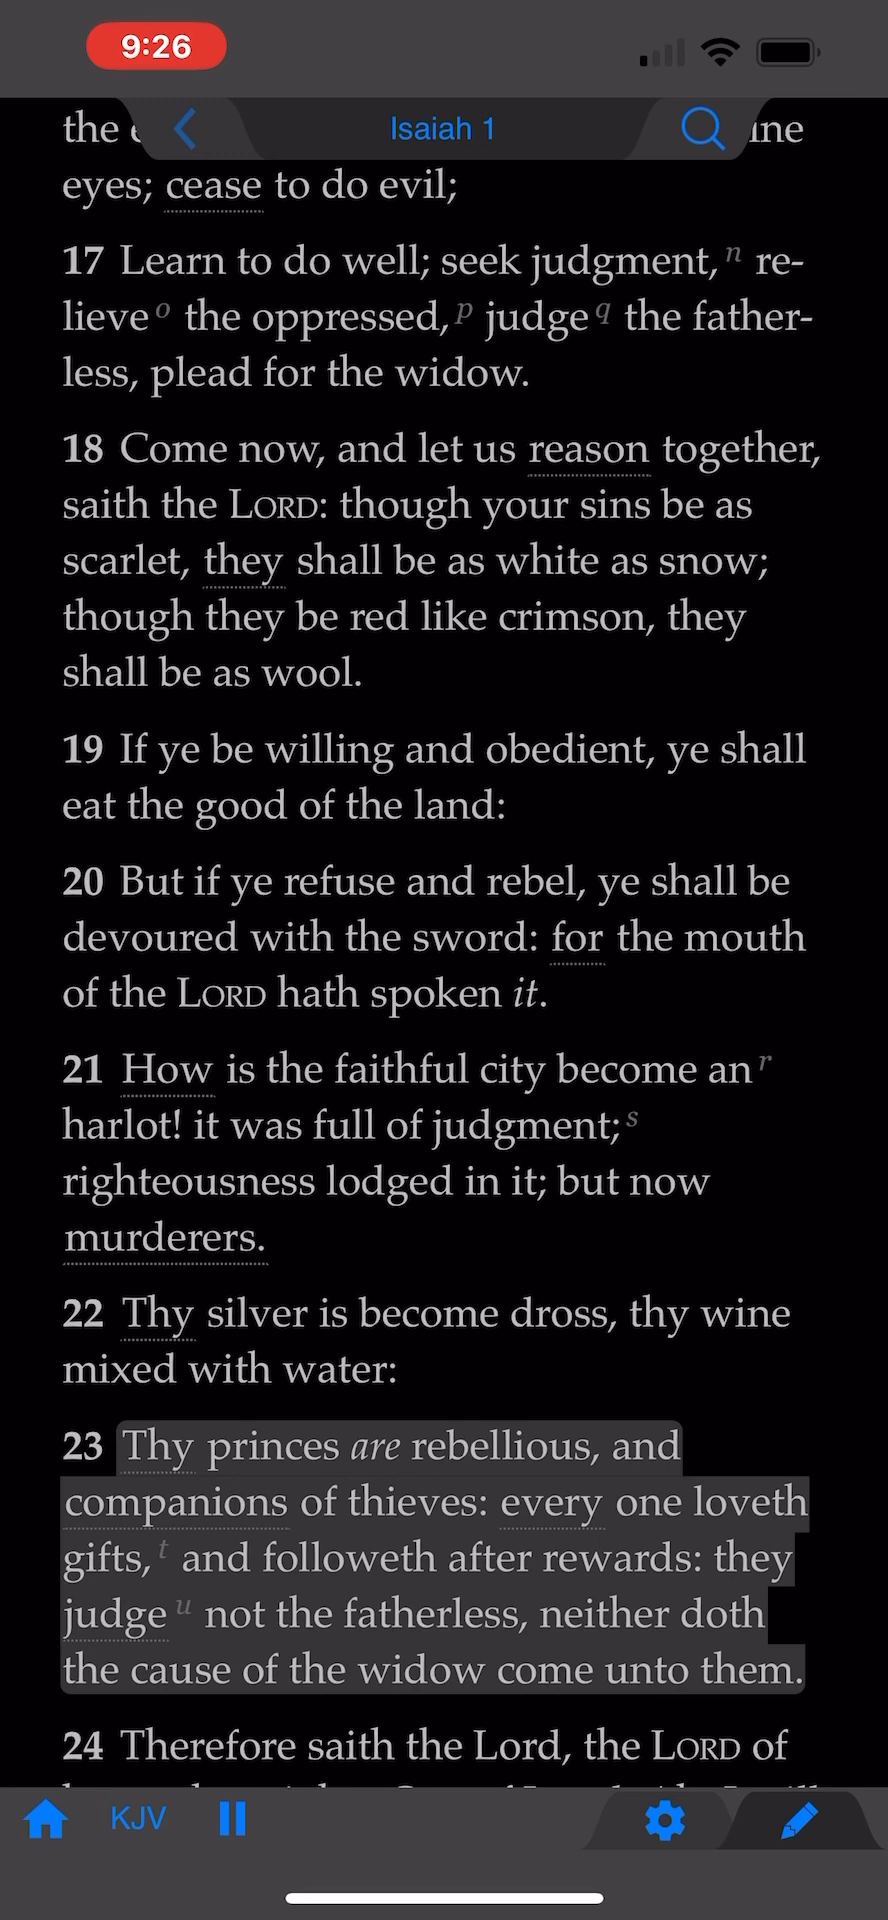 9:26
Isaiah 1
the
eyes; cease to do evil;
17 Learn to do well; seek judgment, n re-
lieve o the oppressed, p judge q the father-
less, plead for the widow.
18 Come now, and let us reason together,
saith the LORD: though your sins be as
scarlet, they shall be as white as snow;
though they be red like crimson, they
shall be as wool.
19 If ye be willing and obedient, ye shall
eat the good of the land:
20 But if ye refuse and rebel, ye shall be
devoured with the sword: for the mouth
of the LORD hath spoken it.
21 How is the faithful city become an r
harlot! it was full of judgment; s
righteousness lodged in it; but now
murderers.
22 Thy silver is become dross, thy wine
mixed with water:
23 Thy princes are rebellious, and
companions of thieves: every one loveth
gifts, t and followeth after rewards: they
judge u not the fatherless, neither doth
the cause of the widow come unto them.
24 Therefore saith the Lord, the LORD of
KJV